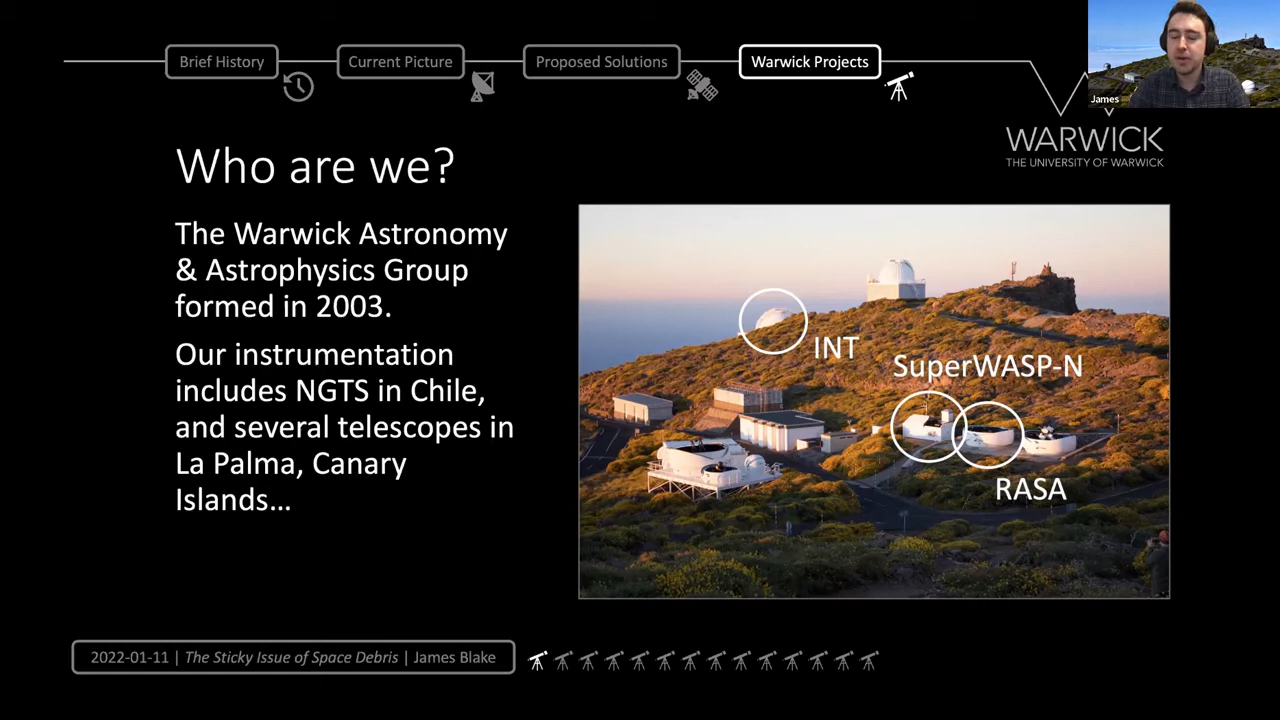 Brief History
Current Picture
Proposed Solutions
Warwick Projects
James
WARWICK
THE UNIVERSITY OF WARWICK
Who are we?
The Warwick Astronomy
& Astrophysics Group
formed in 2003.
Our instrumentation
includes NGTS in Chile,
and several telescopes in
La Palma, Canary
Islands...
INT
SuperWASP-N
RASA
2022-01-11 | The Sticky Issue of Space Debris | James Blake